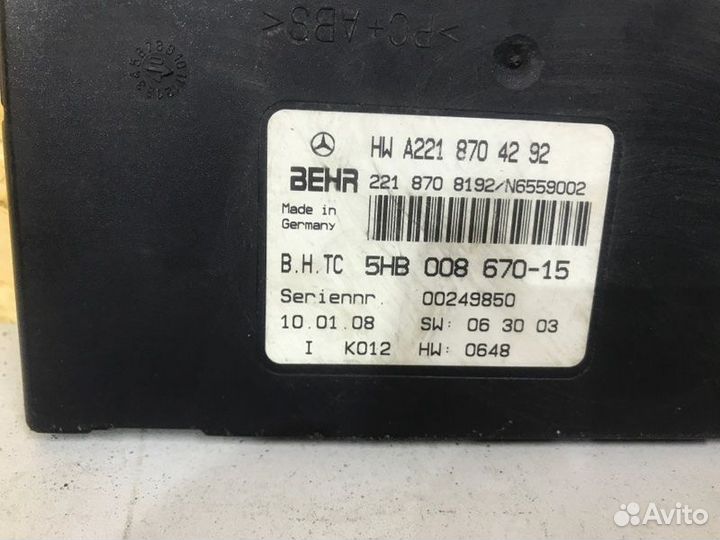 >PC+ABS<
HW A221 870 42 92
BEHR 221 870 8192/N6559002
Made in
Germany
B.H.TC 5HB 008 670-15
Seriennr. 00249850
10.01.08 SW: 06 30 03
I K012 HW: 0648
Avito